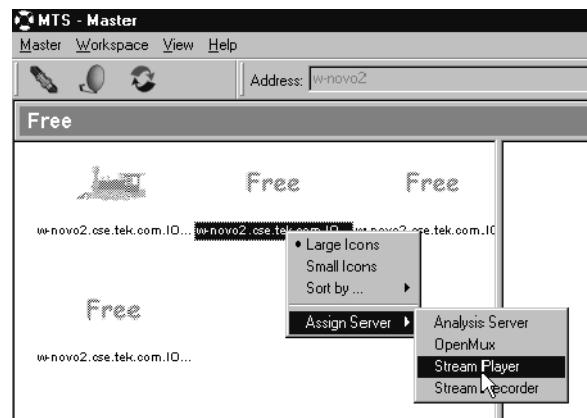 MTS - Master
Master Workspace View Help
Address: w-novo2
Free
Free Free
w-novo2.cse.tek.com.IO... w-novo2.cse.tek.com.IO... w-novo2.cse.tek.com.IO
• Large Icons
Small Icons
Sort by ...
Free
Assign Server
Analysis Server
OpenMux
w-novo2.cse.tek.com.IO...
Stream Player
Stream Recorder